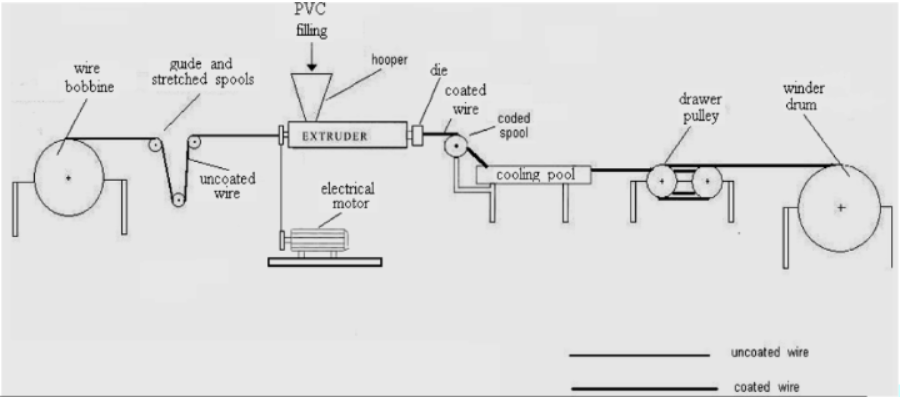 PVC
filling
hooper
wire
bobbine
guide and
stretched spools
die
coated
wire
coded
spool
drawer
pulley
winder
drum
EXTRUDER
uncoated
wire
cooling pool
electrical
motor
uncoated wire
coated wire